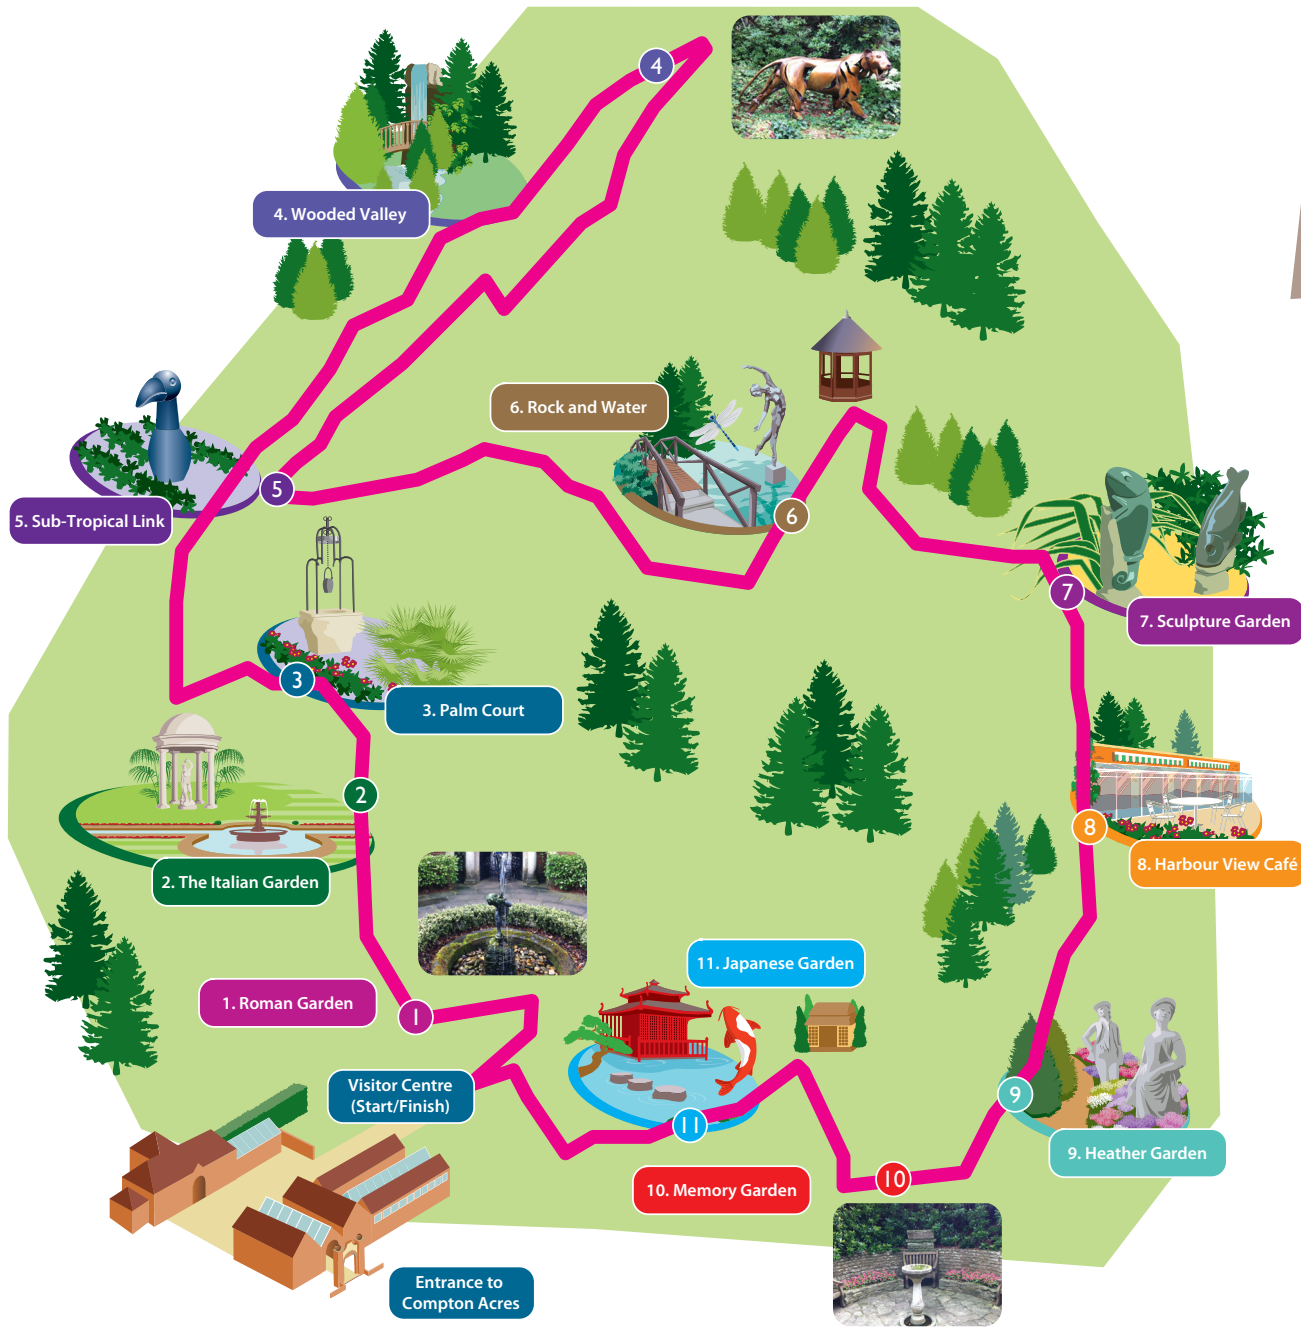 4
4. Wooded Valley
6. Rock and Water
5
5. Sub-Tropical Link
6
7
7. Sculpture Garden
3
3. Palm Court
2
8
8. Harbour View Café
2. The Italian Garden
11. Japanese Garden
1. Roman Garden
1
Visitor Centre
(Start/Finish)
9
11
9. Heather Garden
10
10. Memory Garden
Entrance to
Compton Acres